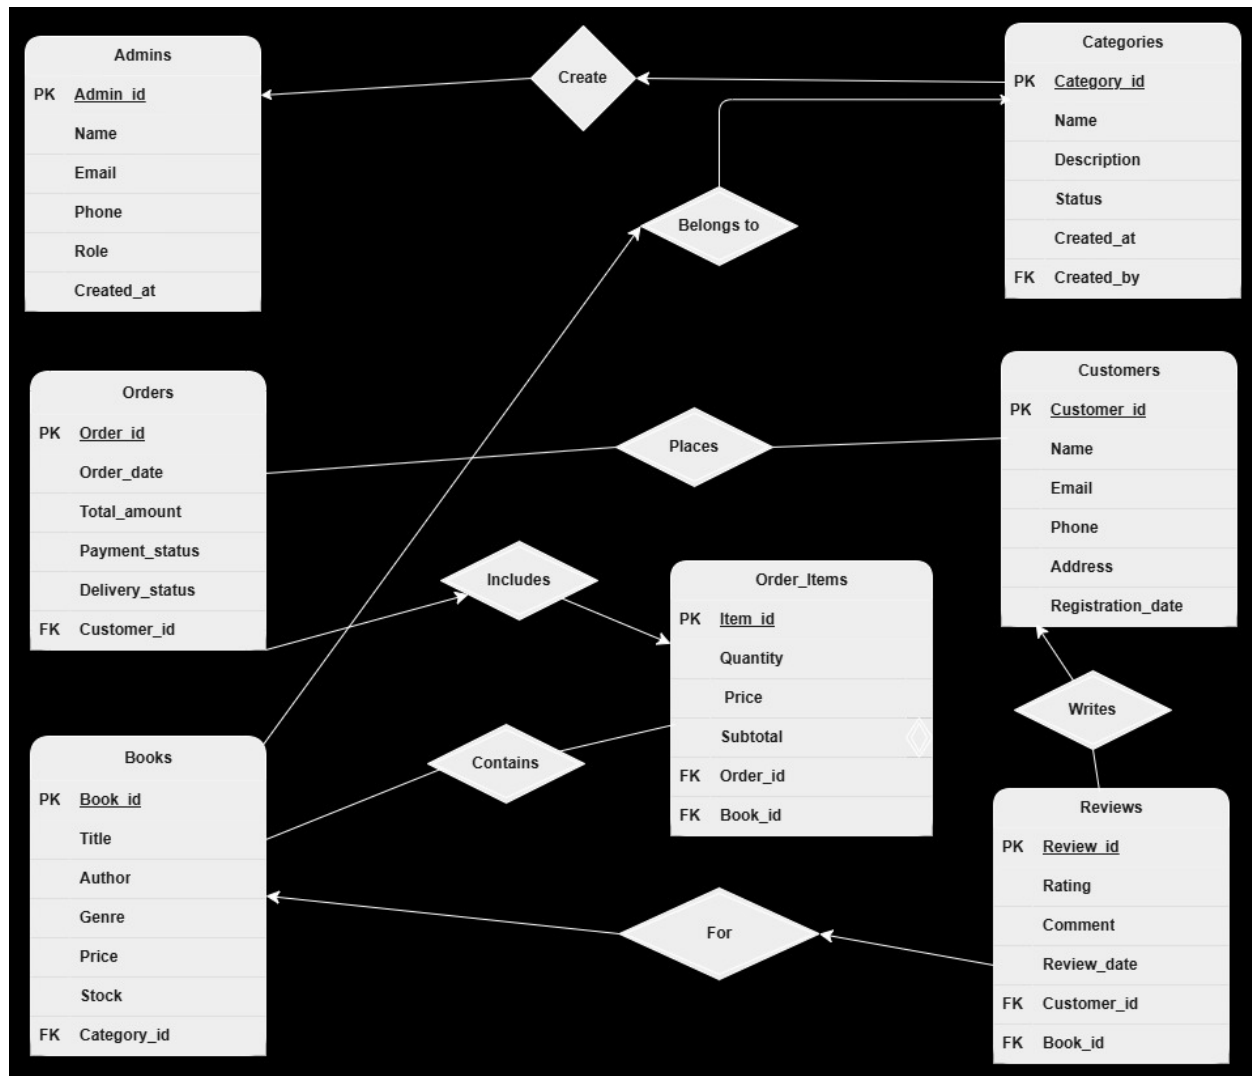 Admins
PK Admin_id
Name
Email
Phone
Role
Created_at
Create
Categories
PK Category_id
Name
Description
Status
Created_at
FK Created_by
Belongs to
Orders
PK Order_id
Order_date
Total_amount
Payment_status
Delivery_status
FK Customer_id
Places
Customers
PK Customer_id
Name
Email
Phone
Address
Registration_date
Includes
Order_Items
PK Item_id
Quantity
Price
Subtotal
FK Order_id
FK Book_id
Writes
Books
PK Book_id
Title
Author
Genre
Price
Stock
FK Category_id
Contains
For
Reviews
PK Review_id
Rating
Comment
Review_date
FK Customer_id
FK Book_id